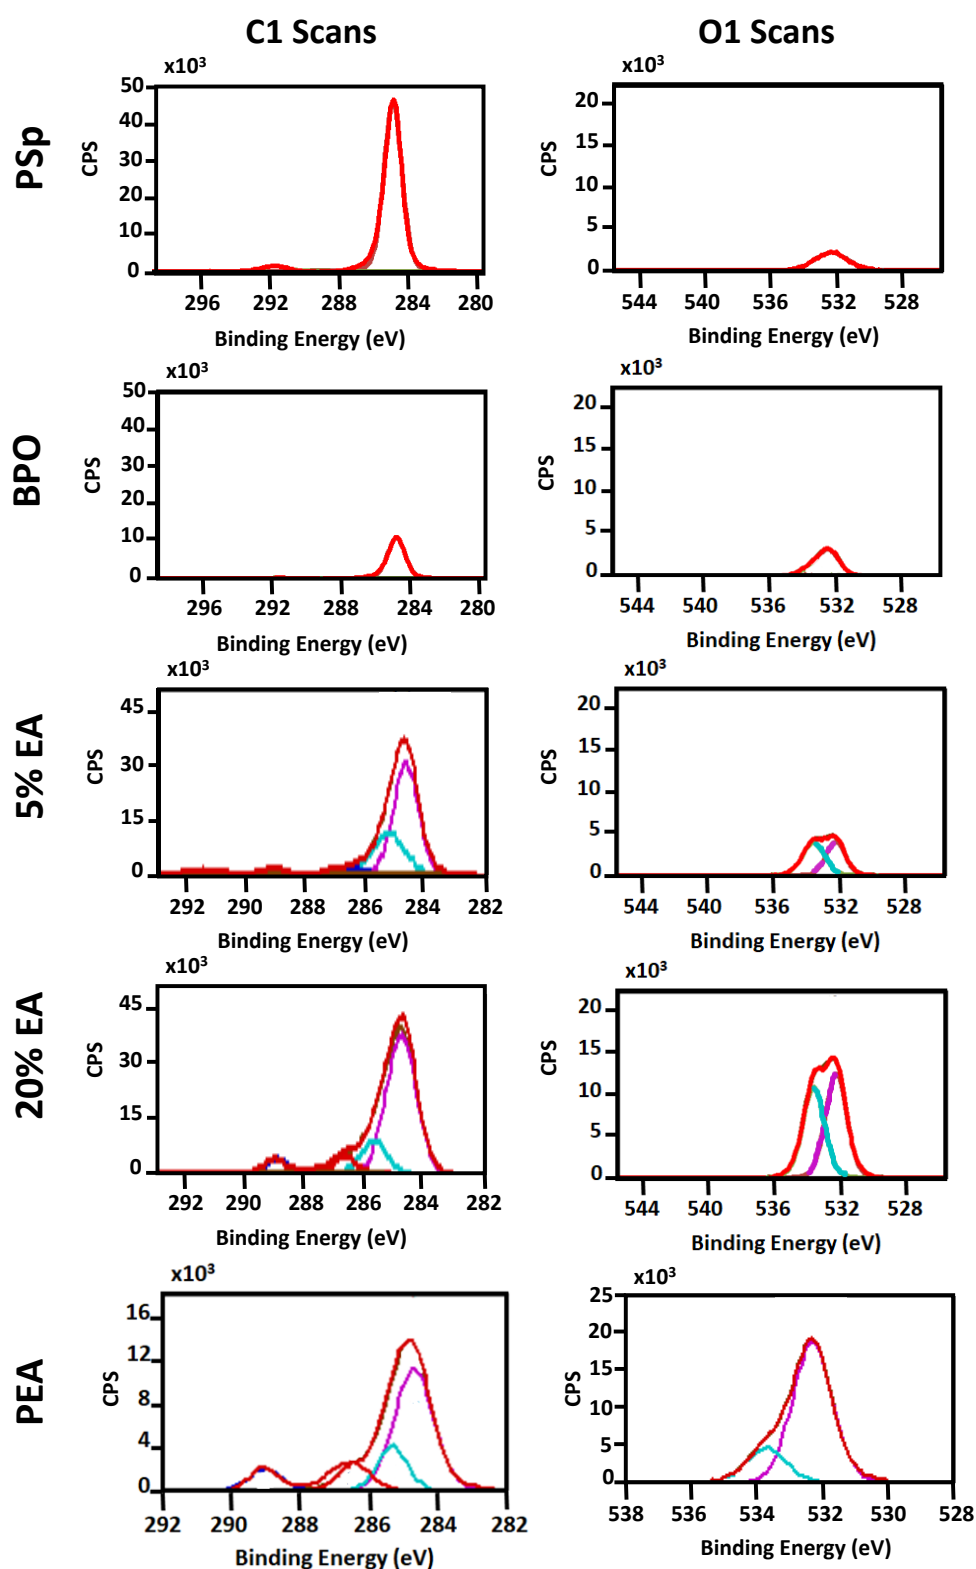 C1 Scans
O1 Scans
PSp
x10³
50
40
30
20
10
0
CPS
296 292 288 284 280
Binding Energy (eV)
x10³
20
15
10
5
0
CPS
544 540 536 532 528
Binding Energy (eV)
BPO
x10³
50
40
30
20
10
0
CPS
296 292 288 284 280
Binding Energy (eV)
x10³
20
15
10
5
0
CPS
544 540 536 532 528
Binding Energy (eV)
5% EA
x10³
45
30
15
0
CPS
292 290 288 286 284 282
Binding Energy (eV)
x10³
20
15
10
5
0
CPS
544 540 536 532 528
Binding Energy (eV)
20% EA
x10³
45
30
15
0
CPS
292 290 288 286 284 282
Binding Energy (eV)
x10³
20
15
10
5
0
CPS
544 540 536 532 528
Binding Energy (eV)
PEA
x10³
16
12
8
4
0
CPS
292 290 288 286 284 282
Binding Energy (eV)
x10³
25
20
15
10
5
0
CPS
538 536 534 532 530 528
Binding Energy (eV)